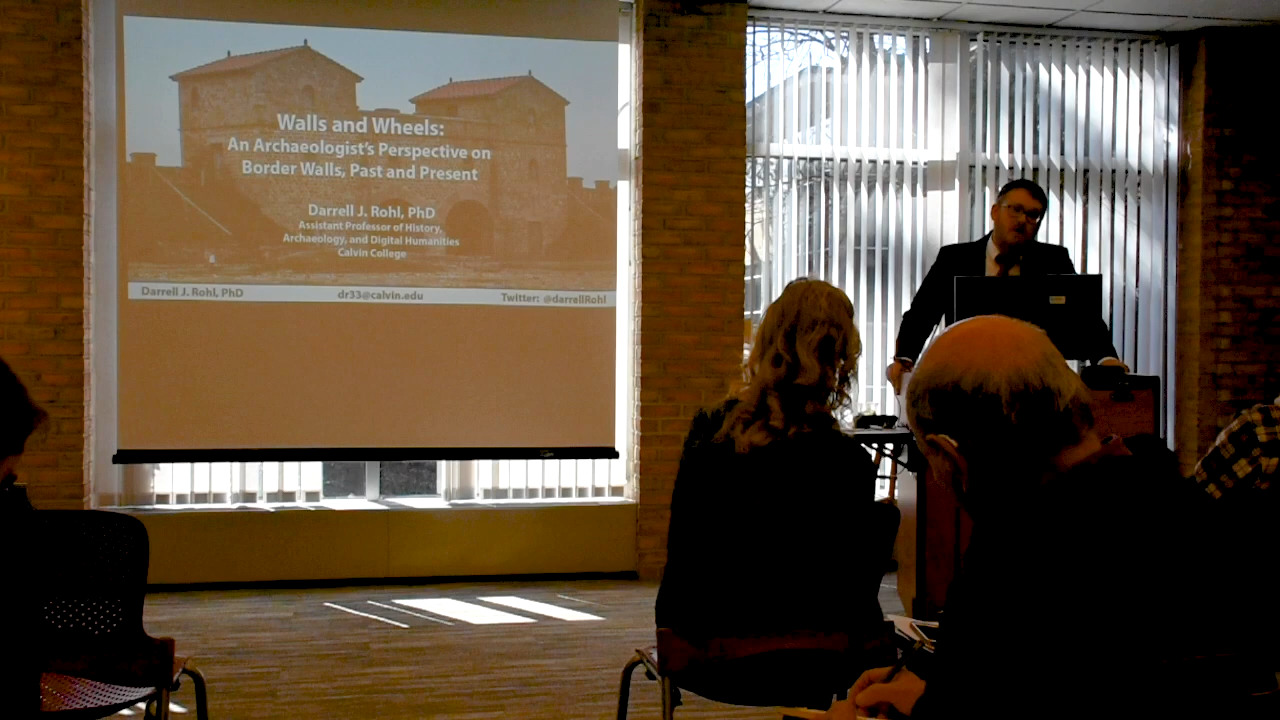 Walls and Wheels:
An Archaeologist's Perspective on
Border Walls, Past and Present
Darrell J. Rohl, PhD
Assistant Professor of History,
Archaeology, and Digital Humanities
Calvin College
Darrell J. Rohl, PhD dr33@calvin.edu Twitter: @darrellRohl